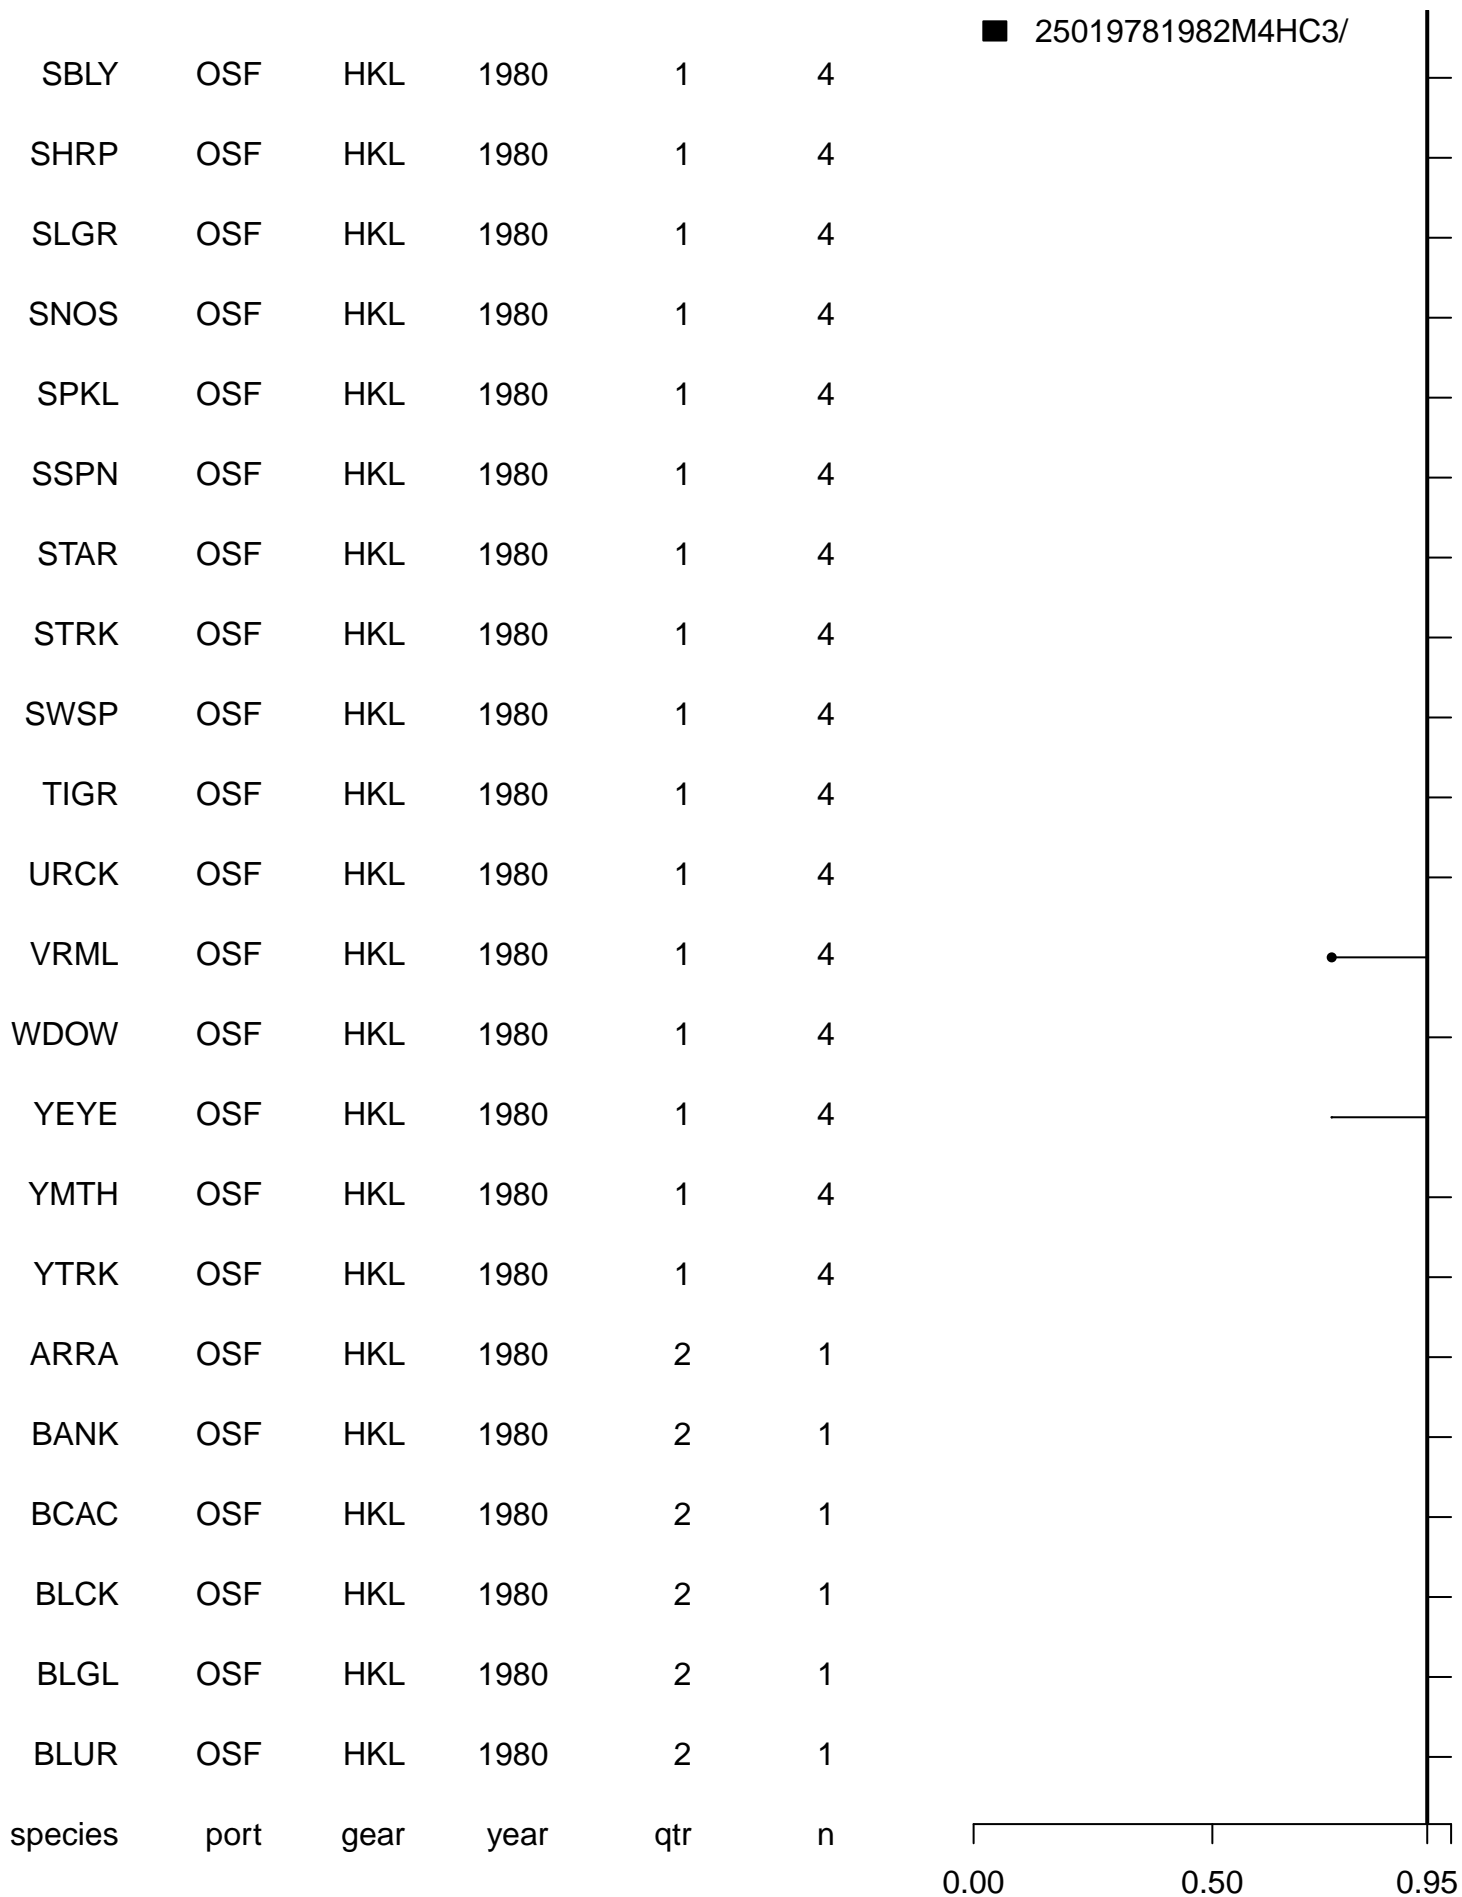 25019781982M4HC3/
SBLY OSF HKL 1980 1 4
SHRP OSF HKL 1980 1 4
SLGR OSF HKL 1980 1 4
SNOS OSF HKL 1980 1 4
SPKL OSF HKL 1980 1 4
SSPN OSF HKL 1980 1 4
STAR OSF HKL 1980 1 4
STRK OSF HKL 1980 1 4
SWSP OSF HKL 1980 1 4
TIGR OSF HKL 1980 1 4
URCK OSF HKL 1980 1 4
VRML OSF HKL 1980 1 4
WDOW OSF HKL 1980 1 4
YEYE OSF HKL 1980 1 4
YMTH OSF HKL 1980 1 4
YTRK OSF HKL 1980 1 4
ARRA OSF HKL 1980 2 1
BANK OSF HKL 1980 2 1
BCAC OSF HKL 1980 2 1
BLCK OSF HKL 1980 2 1
BLGL OSF HKL 1980 2 1
BLUR OSF HKL 1980 2 1
species port gear year qtr n
0.00 0.50 0.95